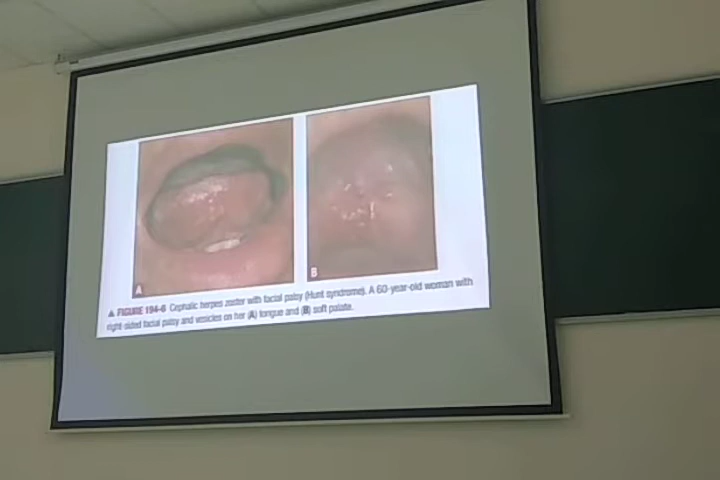 A
B
▲ FIGURE 194-6 Cephalic herpes zoster with facial palsy (Hunt syndrome). A 60-year-old woman with
right-sided facial palsy and vesicles on her (A) tongue and (B) soft palate.